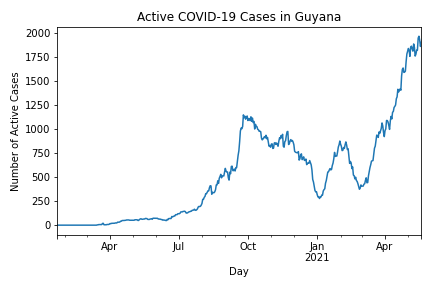 Active COVID-19 Cases in Guyana
Number of Active Cases
2000
1750
1500
1250
1000
750
500
250
0
Apr
Jul
Oct
Jan
2021
Apr
Day